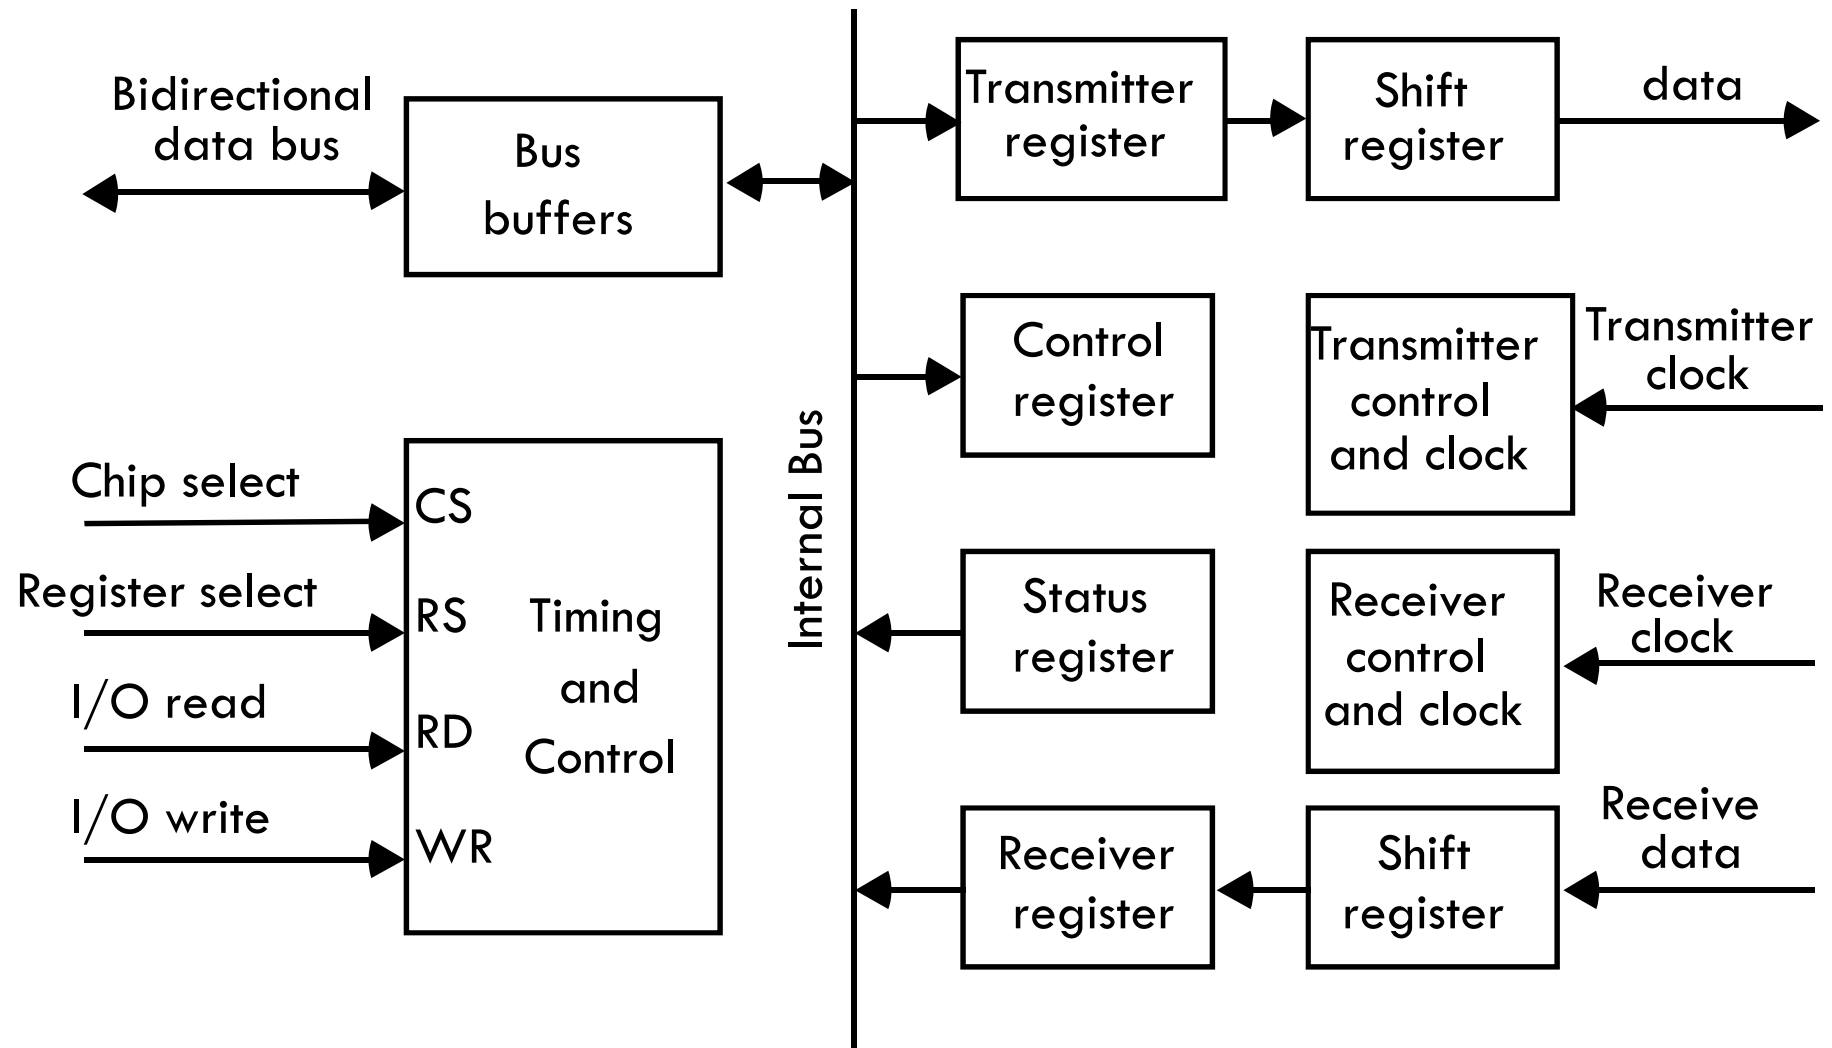 Bidirectional
data bus
Bus
buffers
Chip select
Register select
I/O read
I/O write
CS
RS
RD
WR
Timing
and
Control
Internal Bus
Transmitter
register
Shift
register
data
Control
register
Transmitter
control
and clock
Transmitter
clock
Status
register
Receiver
control
and clock
Receiver
clock
Receiver
register
Shift
register
Receive
data